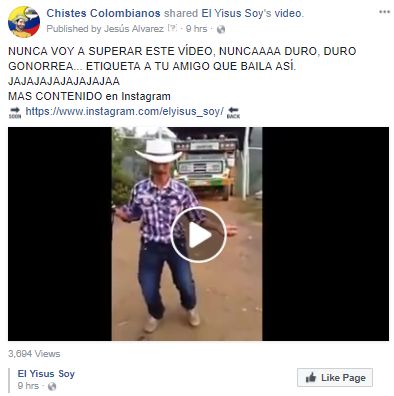 Chistes Colombianos shared El Yisus Soy's video.
Published by Jesús Alvarez [?] · 9 hrs ·
NUNCA VOY A SUPERAR ESTE VÍDEO, NUNCAAAA DURO, DURO
GONORREA... ETIQUETA A TU AMIGO QUE BAILA ASÍ.
JAJAJAJAJAJAJAJAA
MAS CONTENIDO en Instagram
SOON https://www.instagram.com/elyisus_soy/ BACK
3,694 Views
El Yisus Soy
9 hrs ·
Like Page